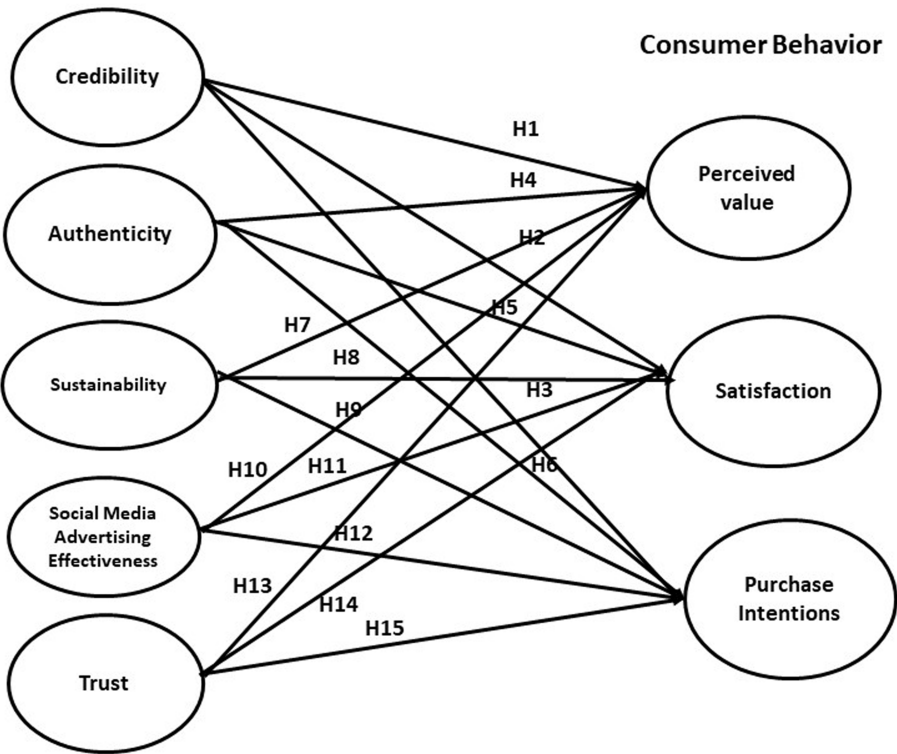 Consumer Behavior
Credibility
Authenticity
Sustainability
Social Media
Advertising
Effectiveness
Trust
H1
H4
H2
H5
H7
H8
H3
H9
H10
H11
H6
H12
H13
H14
H15
Perceived
value
Satisfaction
Purchase
Intentions